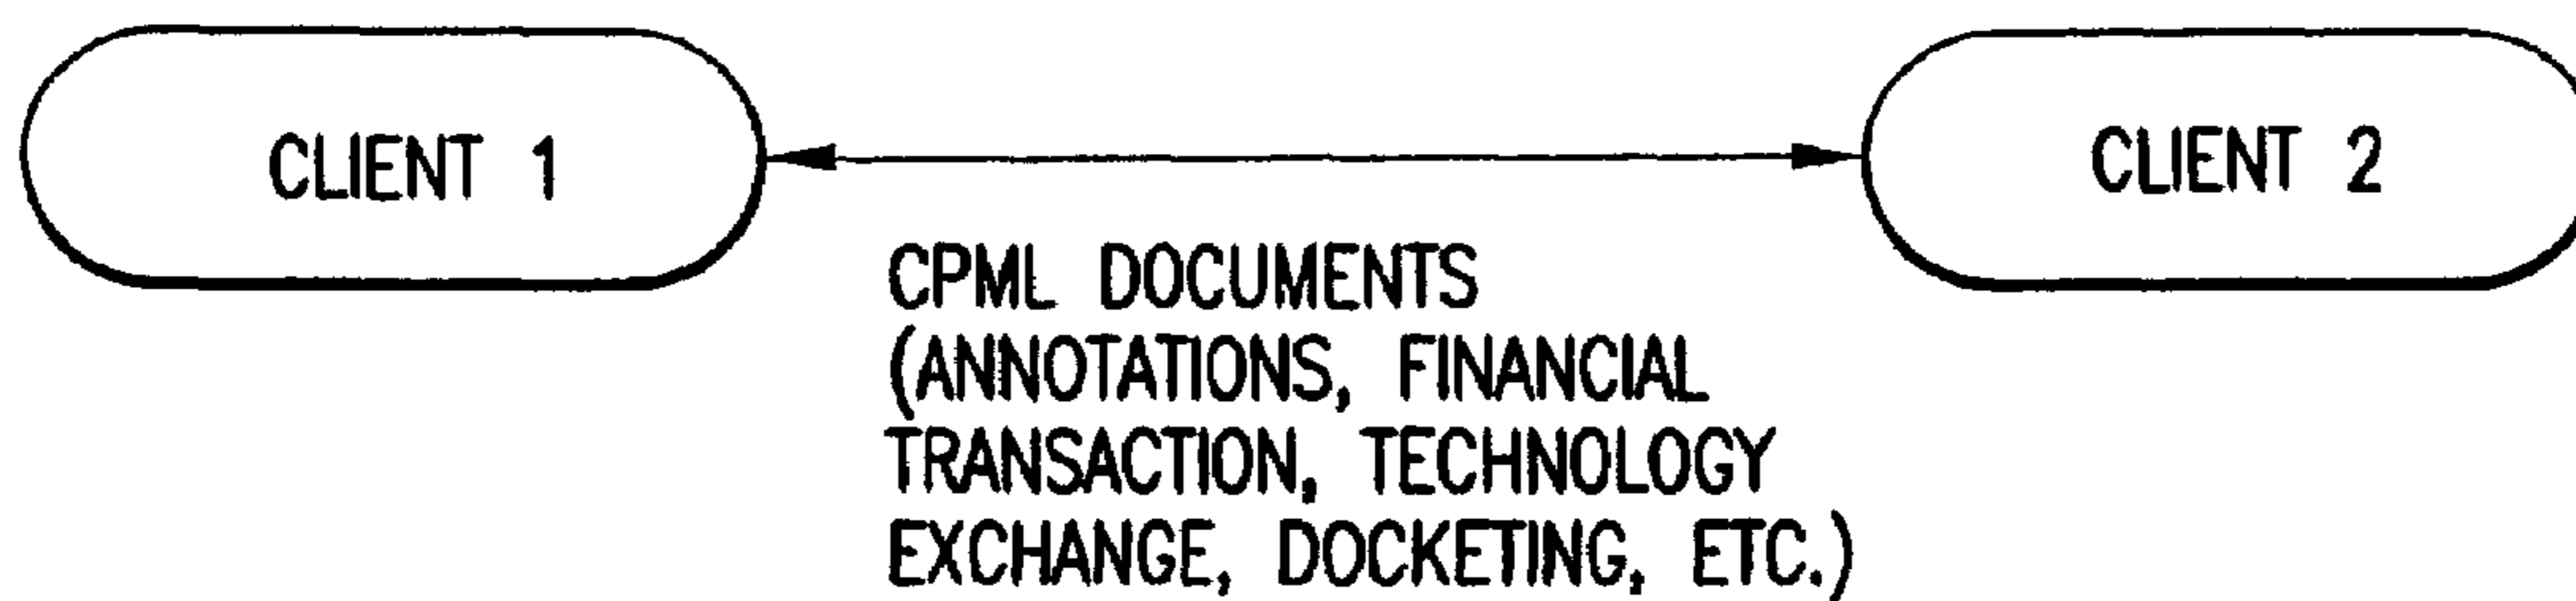 CLIENT 1
CLIENT 2
CPML DOCUMENTS
(ANNOTATIONS, FINANCIAL
TRANSACTION, TECHNOLOGY
EXCHANGE, DOCKETING, ETC.)